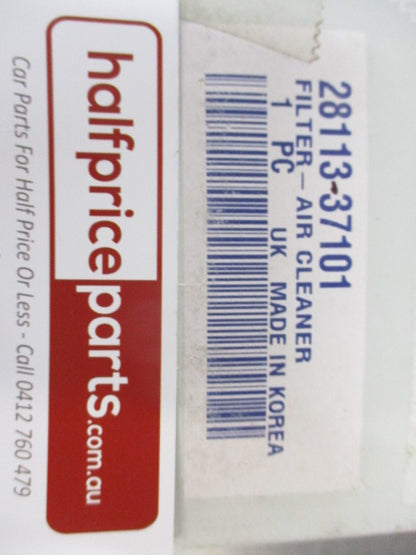 28113-37101
FILTER - AIR CLEANER
1 PC UK MADE IN KOREA
halfpriceparts.com.au
Car Parts For Half Price Or Less - Call 0412 760 479